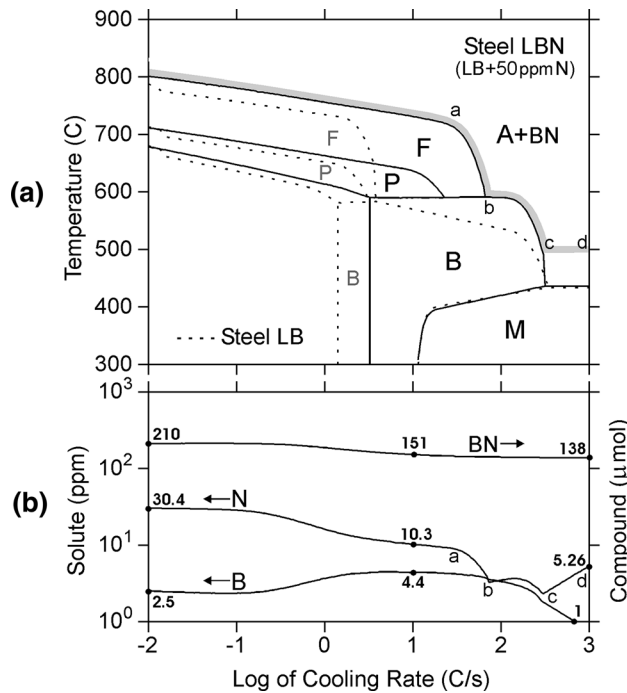 (a)
Temperature (C)
900
800
700
600
500
400
300
Steel LBN
(LB+50ppmN)
a
A+BN
F
F
P
P
b
c
d
B
B
M
Steel LB
(b)
Solute (ppm)
Compound (μmol)
10³
10²
10¹
10⁰
210
151
BN
138
30.4
N
10.3
a
5.26
B
4.4
b
c
d
2.5
1
-2
-1
0
1
2
3
Log of Cooling Rate (C/s)